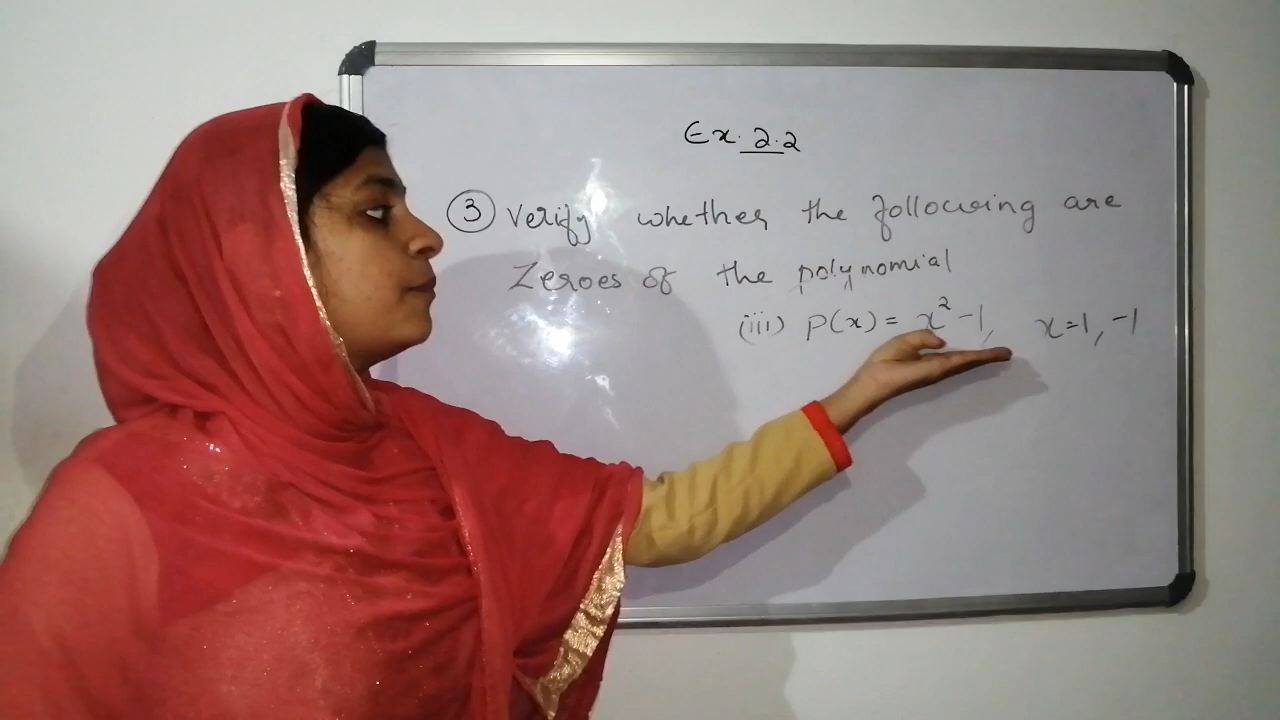 Ex. 2.2
③ Verify whether the following are
Zeroes of the polynomial
(iii) P(x) = x² - 1, x = 1, -1